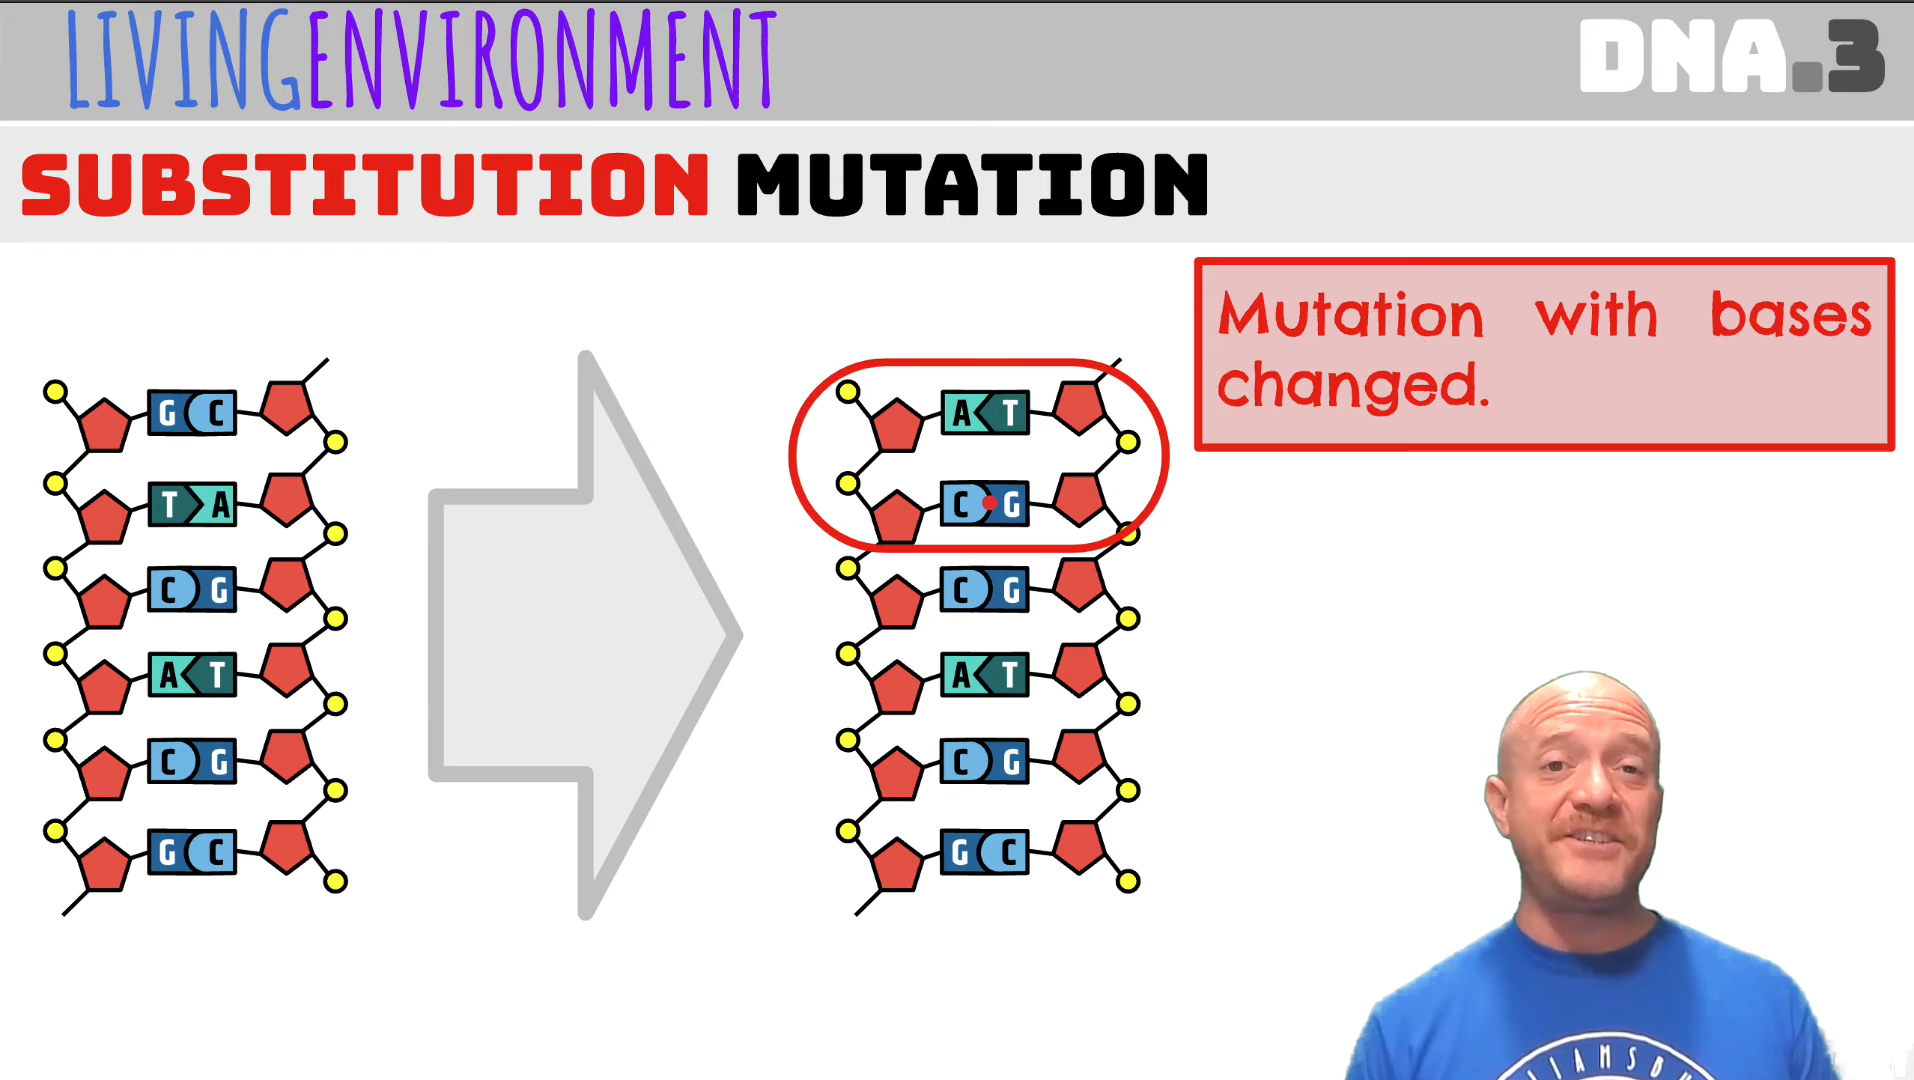 LIVINGENVIRONMENT
DNA.3
SUBSTITUTION MUTATION
Mutation with bases
changed.
G C
A T
T A
C G
C G
C G
A T
A T
C G
C G
G C
G C